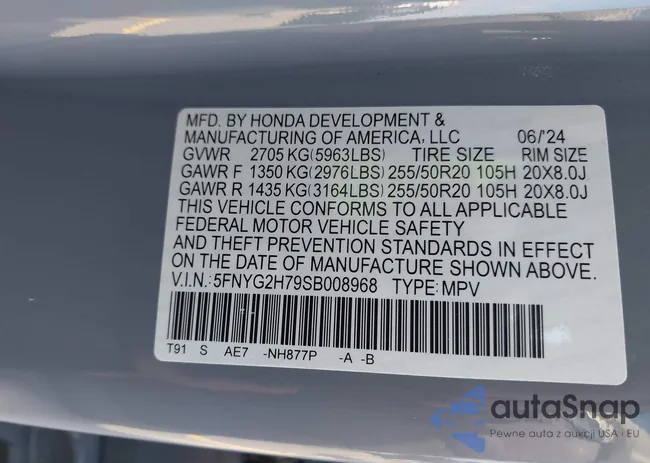 MFD. BY HONDA DEVELOPMENT &
MANUFACTURING OF AMERICA, LLC 06/'24
GVWR 2705 KG(5963LBS) TIRE SIZE RIM SIZE
GAWR F 1350 KG(2976LBS) 255/50R20 105H 20X8.0J
GAWR R 1435 KG(3164LBS) 255/50R20 105H 20X8.0J
THIS VEHICLE CONFORMS TO ALL APPLICABLE
FEDERAL MOTOR VEHICLE SAFETY
AND THEFT PREVENTION STANDARDS IN EFFECT
ON THE DATE OF MANUFACTURE SHOWN ABOVE.
V.I.N.: 5FNYG2H79SB008968 TYPE: MPV
T91 S AE7 -NH877P -A -B
autaSnap
Pewne auta z aukcji USA i EU